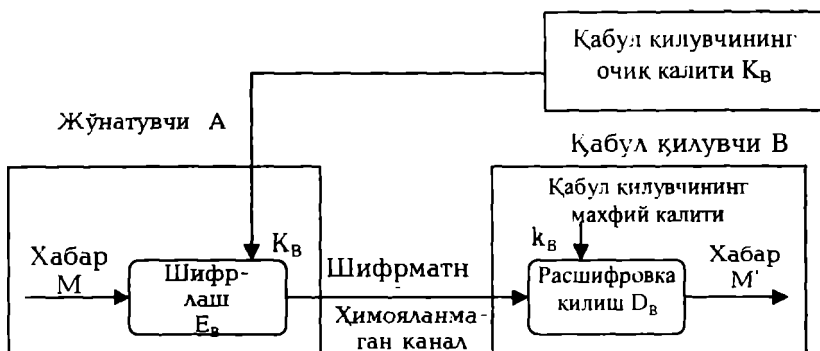 Қабул қилувчининг
очиқ калити K_B
Жўнатувчи A
Қабул қилувчи B
Қабул қилувчининг
махфий калити
k_B
K_B
Хабар
M
Шифр-
лаш
E_B
Шифрматн
Ҳимояланма-
ган канал
Расшифровка
килиш D_B
Хабар
M'